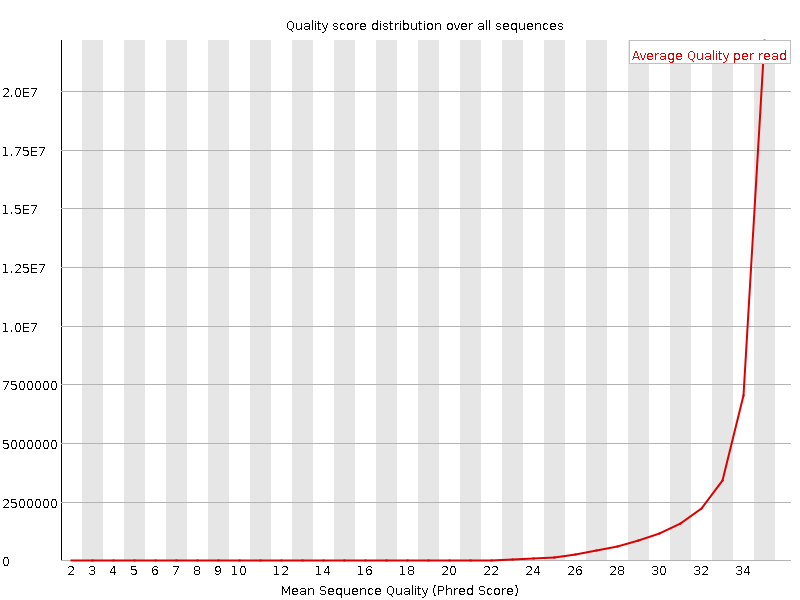 Quality score distribution over all sequences
Average Quality per read
2.0E7
1.75E7
1.5E7
1.25E7
1.0E7
7500000
5000000
2500000
0
2 3 4 5 6 7 8 9 10 12 14 16 18 20 22 24 26 28 30 32 34
Mean Sequence Quality (Phred Score)